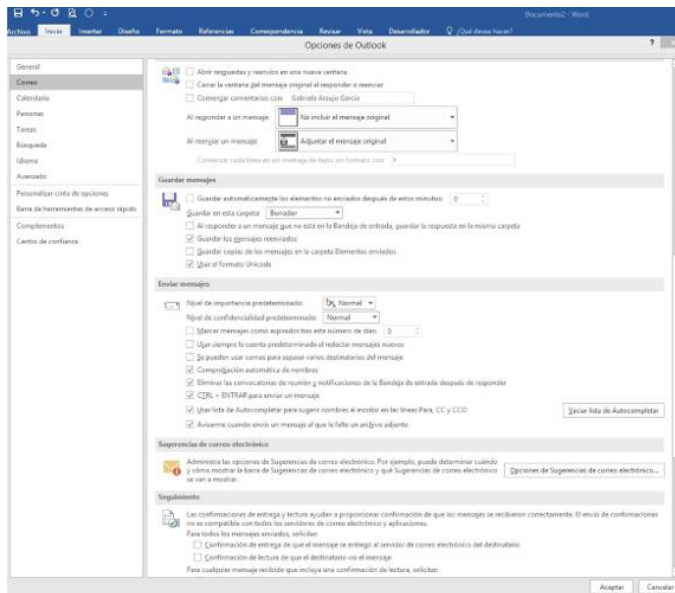 Documento2 - Word
Archivo Inicio Insertar Diseño Formato Referencias Correspondencia Revisar Vista Desarrollador ¿Qué desea hacer?
Opciones de Outlook ?
General
Correo
Calendario
Personas
Tareas
Búsqueda
Idioma
Avanzado
Personalizar cinta de opciones
Barra de herramientas de acceso rápido
Complementos
Centro de confianza
Abrir respuestas y reenvíos en una nueva ventana
Cerrar la ventana del mensaje original al responder o reenviar
Comenzar comentarios con Gabriela Araujo Garcia
Al responder a un mensaje: No incluir el mensaje original
Al reenviar un mensaje: Adjuntar el mensaje original
Comenzar cada línea en un mensaje de texto sin formato con: >
Guardar mensajes
Guardar automáticamente los elementos no enviados después de estos minutos: 0
Guardar en esta carpeta: Borrador
Al responder a un mensaje que no está en la Bandeja de entrada, guardar la respuesta en la misma carpeta
Guardar los mensajes reenviados
Guardar copias de los mensajes en la carpeta Elementos enviados
Usar el formato Unicode
Enviar mensajes
Nivel de importancia predeterminado: Normal
Nivel de confidencialidad predeterminado: Normal
Marcar mensajes como expirados tras este número de días: 0
Usar siempre la cuenta predeterminada al redactar mensajes nuevos
Se pueden usar comas para separar varios destinatarios del mensaje
Comprobación automática de nombres
Eliminar las convocatorias de reunión y notificaciones de la Bandeja de entrada después de responder
CTRL + ENTRAR para enviar un mensaje
Usar lista de Autocompletar para sugerir nombres al escribir en las líneas Para, CC y CCO Vaciar lista de Autocompletar
Avisarme cuando envío un mensaje al que le falte un archivo adjunto
Sugerencias de correo electrónico
Administra las opciones de Sugerencias de correo electrónico. Por ejemplo, puede determinar cuándo
y cómo mostrar la barra de Sugerencias de correo electrónico y qué Sugerencias de correo electrónico
se van a mostrar.
Opciones de Sugerencias de correo electrónico...
Seguimiento
Las confirmaciones de entrega y lectura ayudan a proporcionar confirmación de que los mensajes se recibieron correctamente. El envío de confirmaciones
no es compatible con todos los servidores de correo electrónico y aplicaciones.
Para todos los mensajes enviados, solicitar:
Confirmación de entrega de que el mensaje se entregó al servidor de correo electrónico del destinatario
Confirmación de lectura de que el destinatario vio el mensaje
Para cualquier mensaje recibido que incluya una confirmación de lectura, solicitar:
Aceptar Cancelar